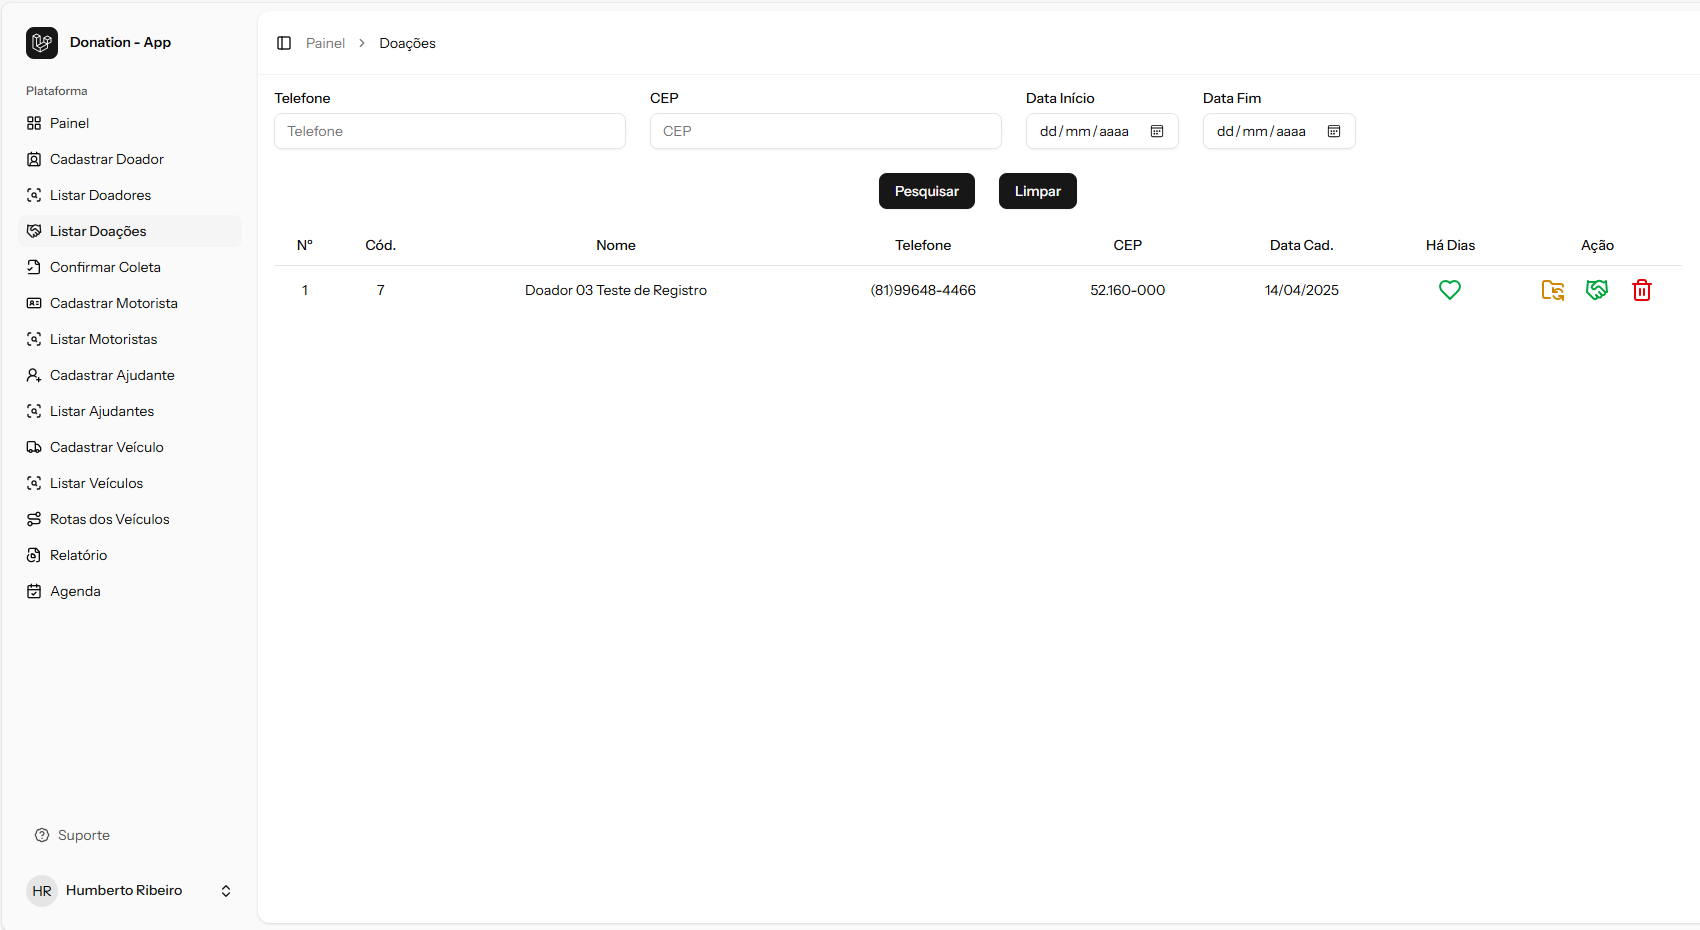 Donation - App
Plataforma
Painel
Cadastrar Doador
Listar Doadores
Listar Doações
Confirmar Coleta
Cadastrar Motorista
Listar Motoristas
Cadastrar Ajudante
Listar Ajudantes
Cadastrar Veículo
Listar Veículos
Rotas dos Veículos
Relatório
Agenda
Suporte
HR Humberto Ribeiro
Painel > Doações
Telefone CEP Data Início Data Fim
Telefone CEP dd/mm/aaaa dd/mm/aaaa
Pesquisar Limpar
Nº Cód. Nome Telefone CEP Data Cad. Há Dias Ação
1 7 Doador 03 Teste de Registro (81)99648-4466 52.160-000 14/04/2025